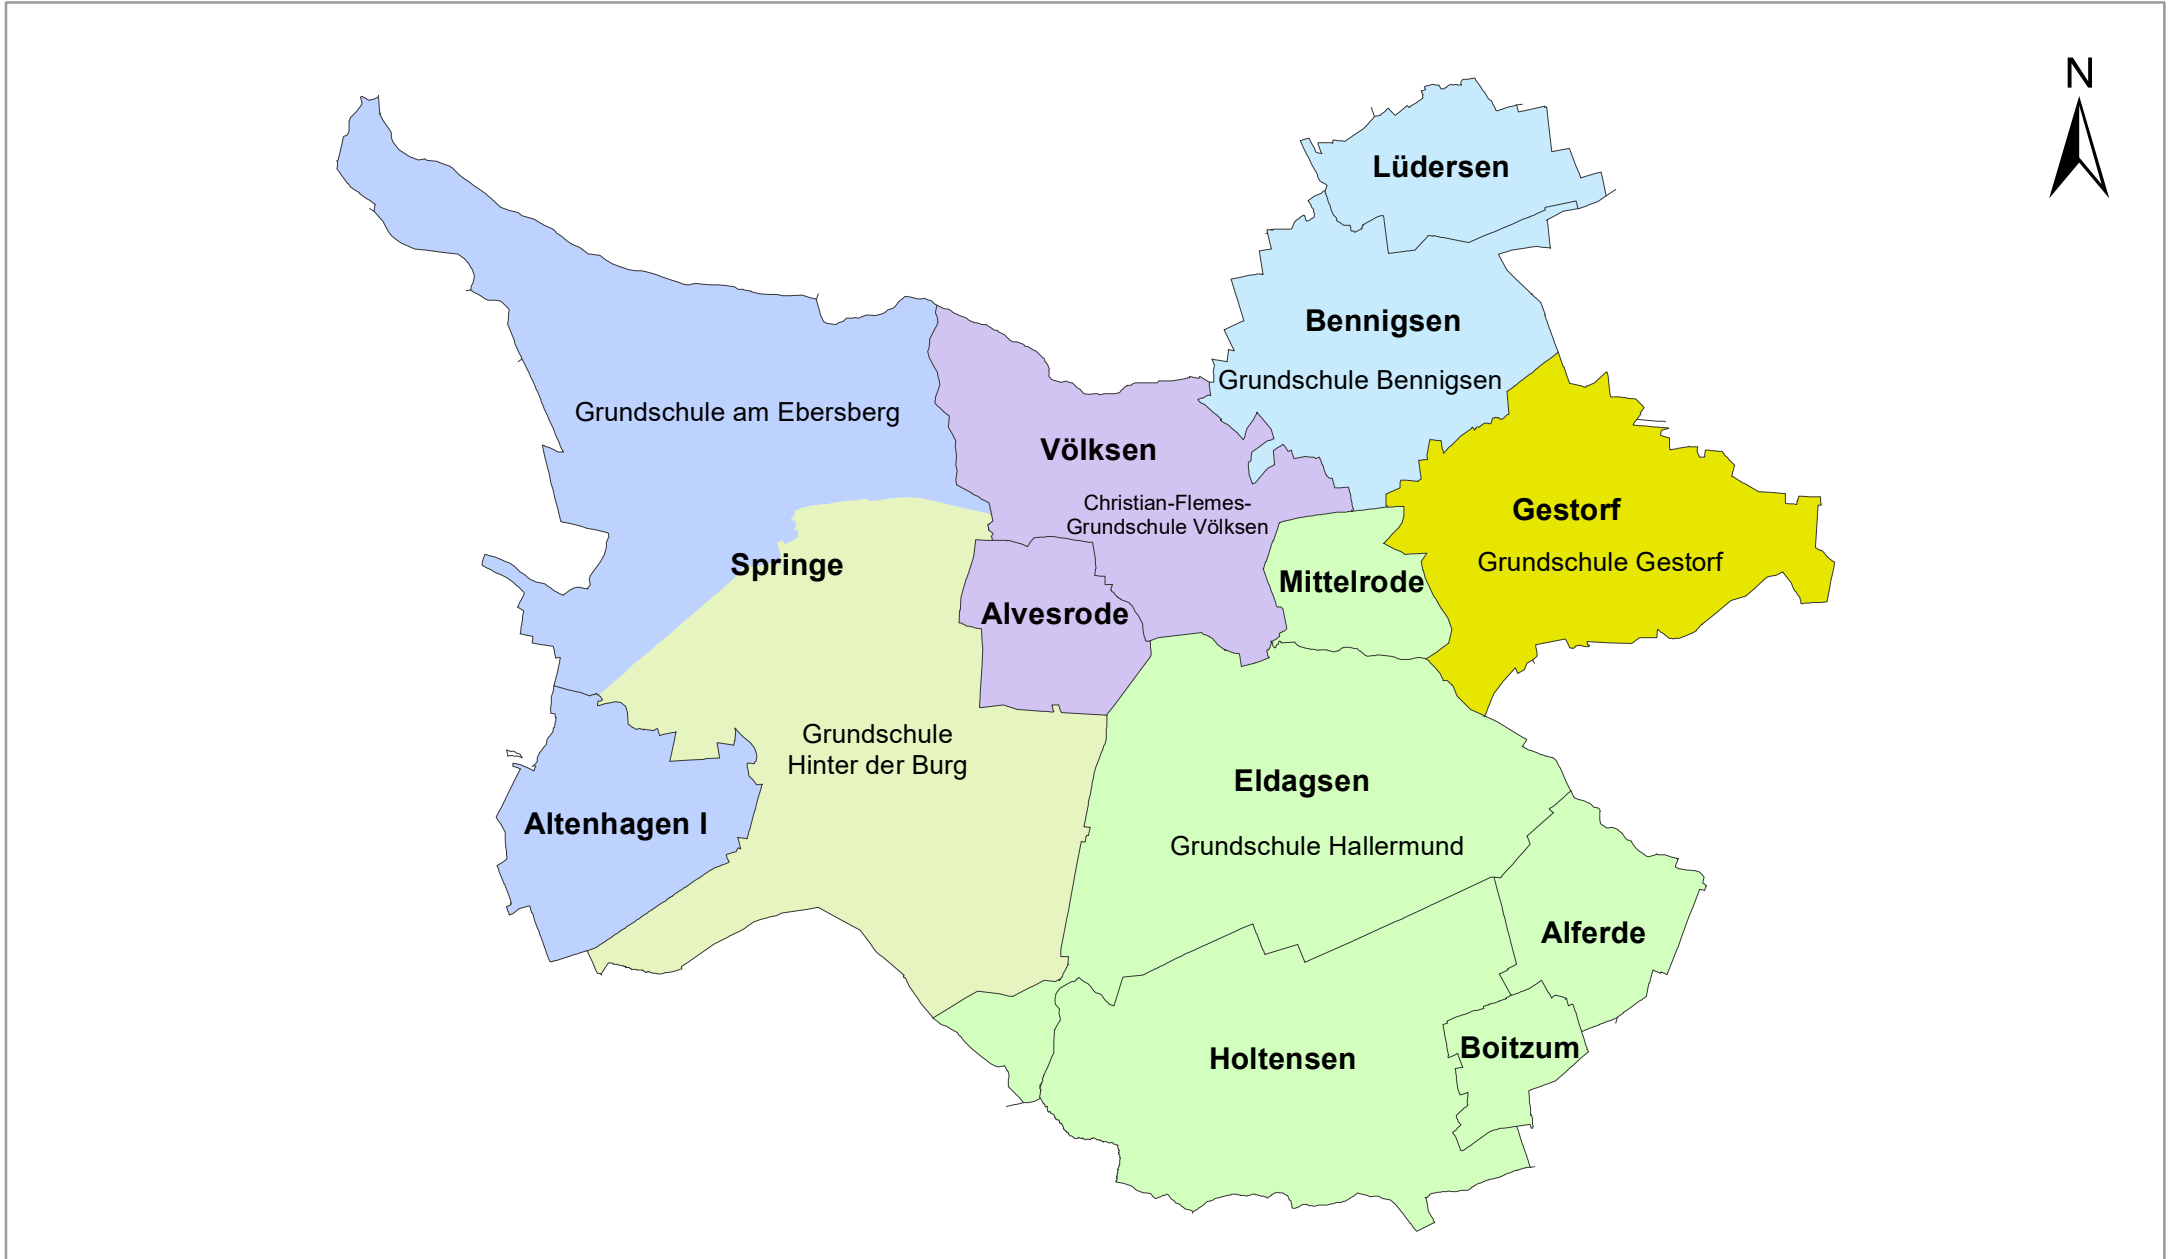 N
Lüdersen
Bennigsen
Grundschule Bennigsen
Grundschule am Ebersberg
Völksen
Christian-Flemes-
Grundschule Völksen
Gestorf
Grundschule Gestorf
Springe
Mittelrode
Alvesrode
Grundschule
Hinter der Burg
Eldagsen
Grundschule Hallermund
Altenhagen I
Alferde
Boitzum
Holtensen